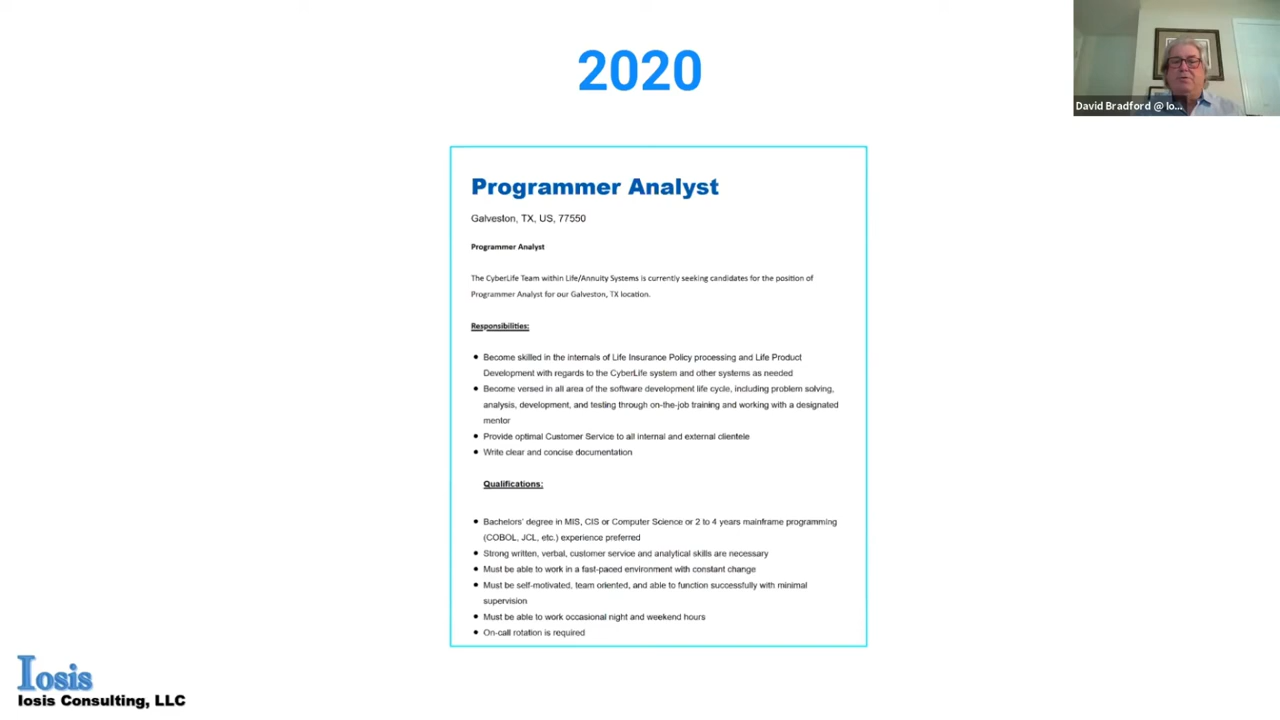 2020
David Bradford @ Io...
Programmer Analyst
Galveston, TX, US, 77550
Programmer Analyst
The CyberLife Team within Life/Annuity Systems is currently seeking candidates for the position of
Programmer Analyst for our Galveston, TX location.
Responsibilities:
● Become skilled in the internals of Life Insurance Policy processing and Life Product
Development with regards to the CyberLife system and other systems as needed
● Become versed in all area of the software development life cycle, including problem solving,
analysis, development, and testing through on-the-job training and working with a designated
mentor
● Provide optimal Customer Service to all internal and external clientele
● Write clear and concise documentation
Qualifications:
● Bachelors' degree in MIS, CIS or Computer Science or 2 to 4 years mainframe programming
(COBOL, JCL, etc.) experience preferred
● Strong written, verbal, customer service and analytical skills are necessary
● Must be able to work in a fast-paced environment with constant change
● Must be self-motivated, team oriented, and able to function successfully with minimal
supervision
● Must be able to work occasional night and weekend hours
● On-call rotation is required
Iosis
Iosis Consulting, LLC